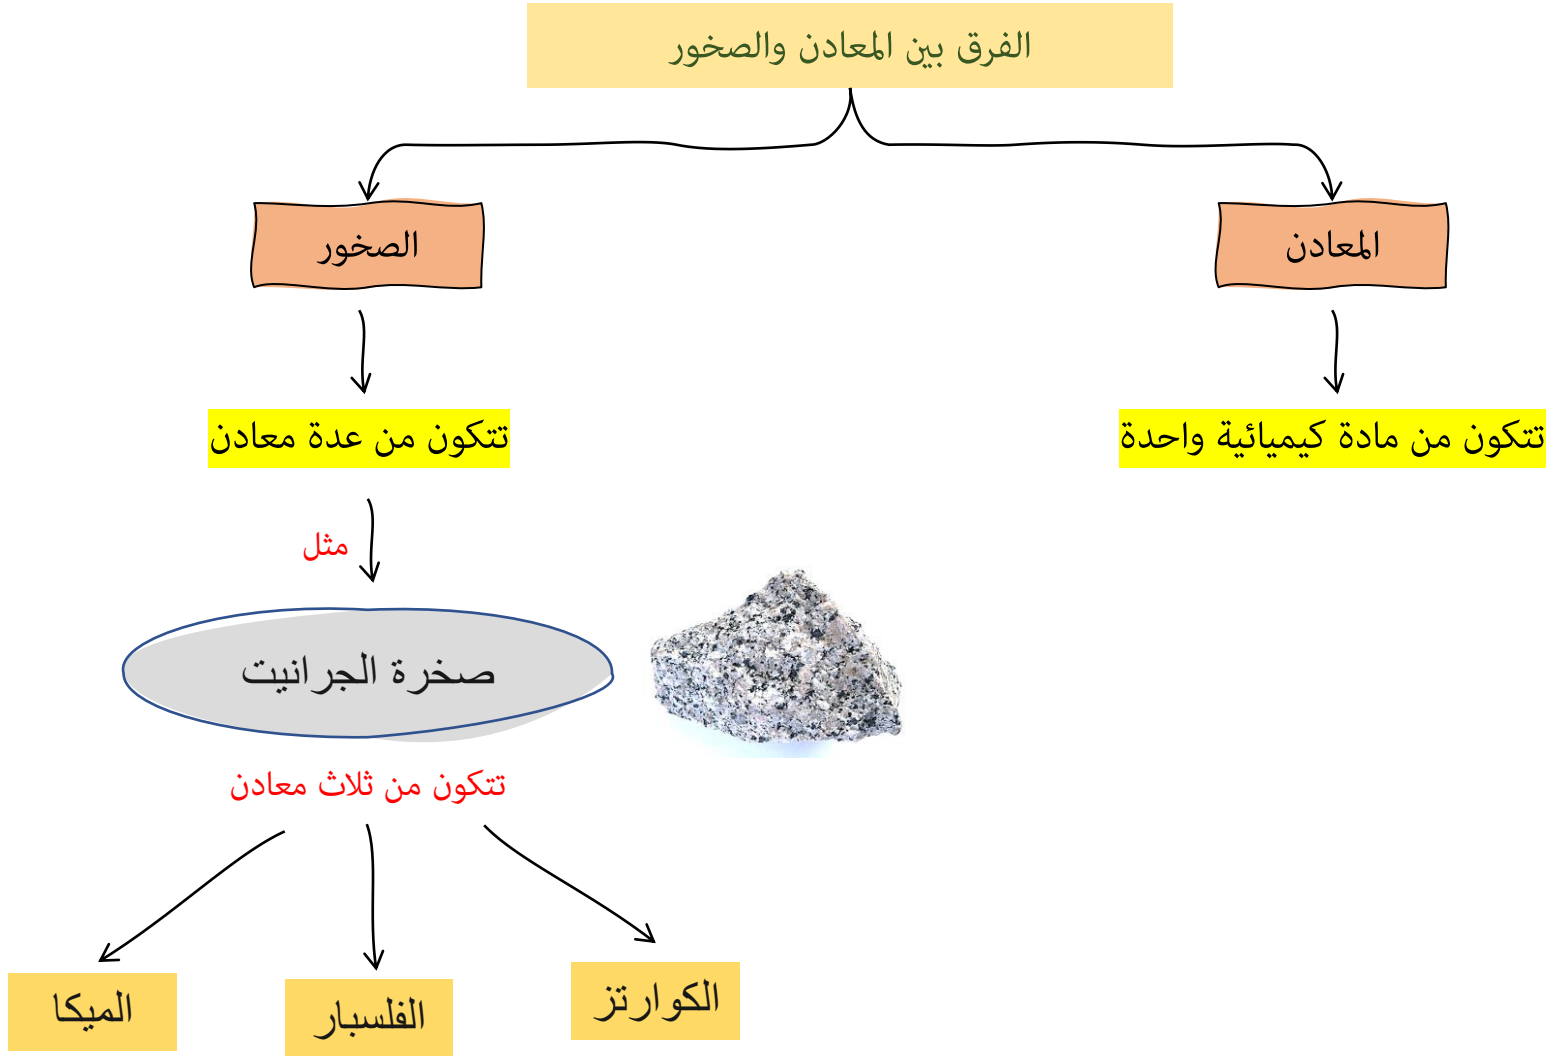 الفرق بين المعادن والصخور
المعادن
الصخور
تتكون من مادة كيميائية واحدة
تتكون من عدة معادن
مثل
صخرة الجرانيت
تتكون من ثلاث معادن
الكوارتز
الفلسبار
الميكا